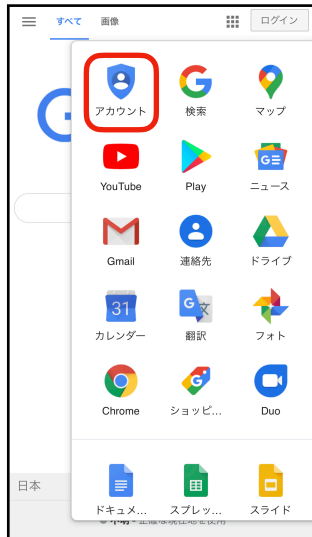 すべて 画像 ログイン
アカウント 検索 マップ
YouTube Play ニュース
Gmail 連絡先 ドライブ
31
カレンダー 翻訳 フォト
Chrome ショッピ... Duo
日本
ドキュメ... スプレッ... スライド